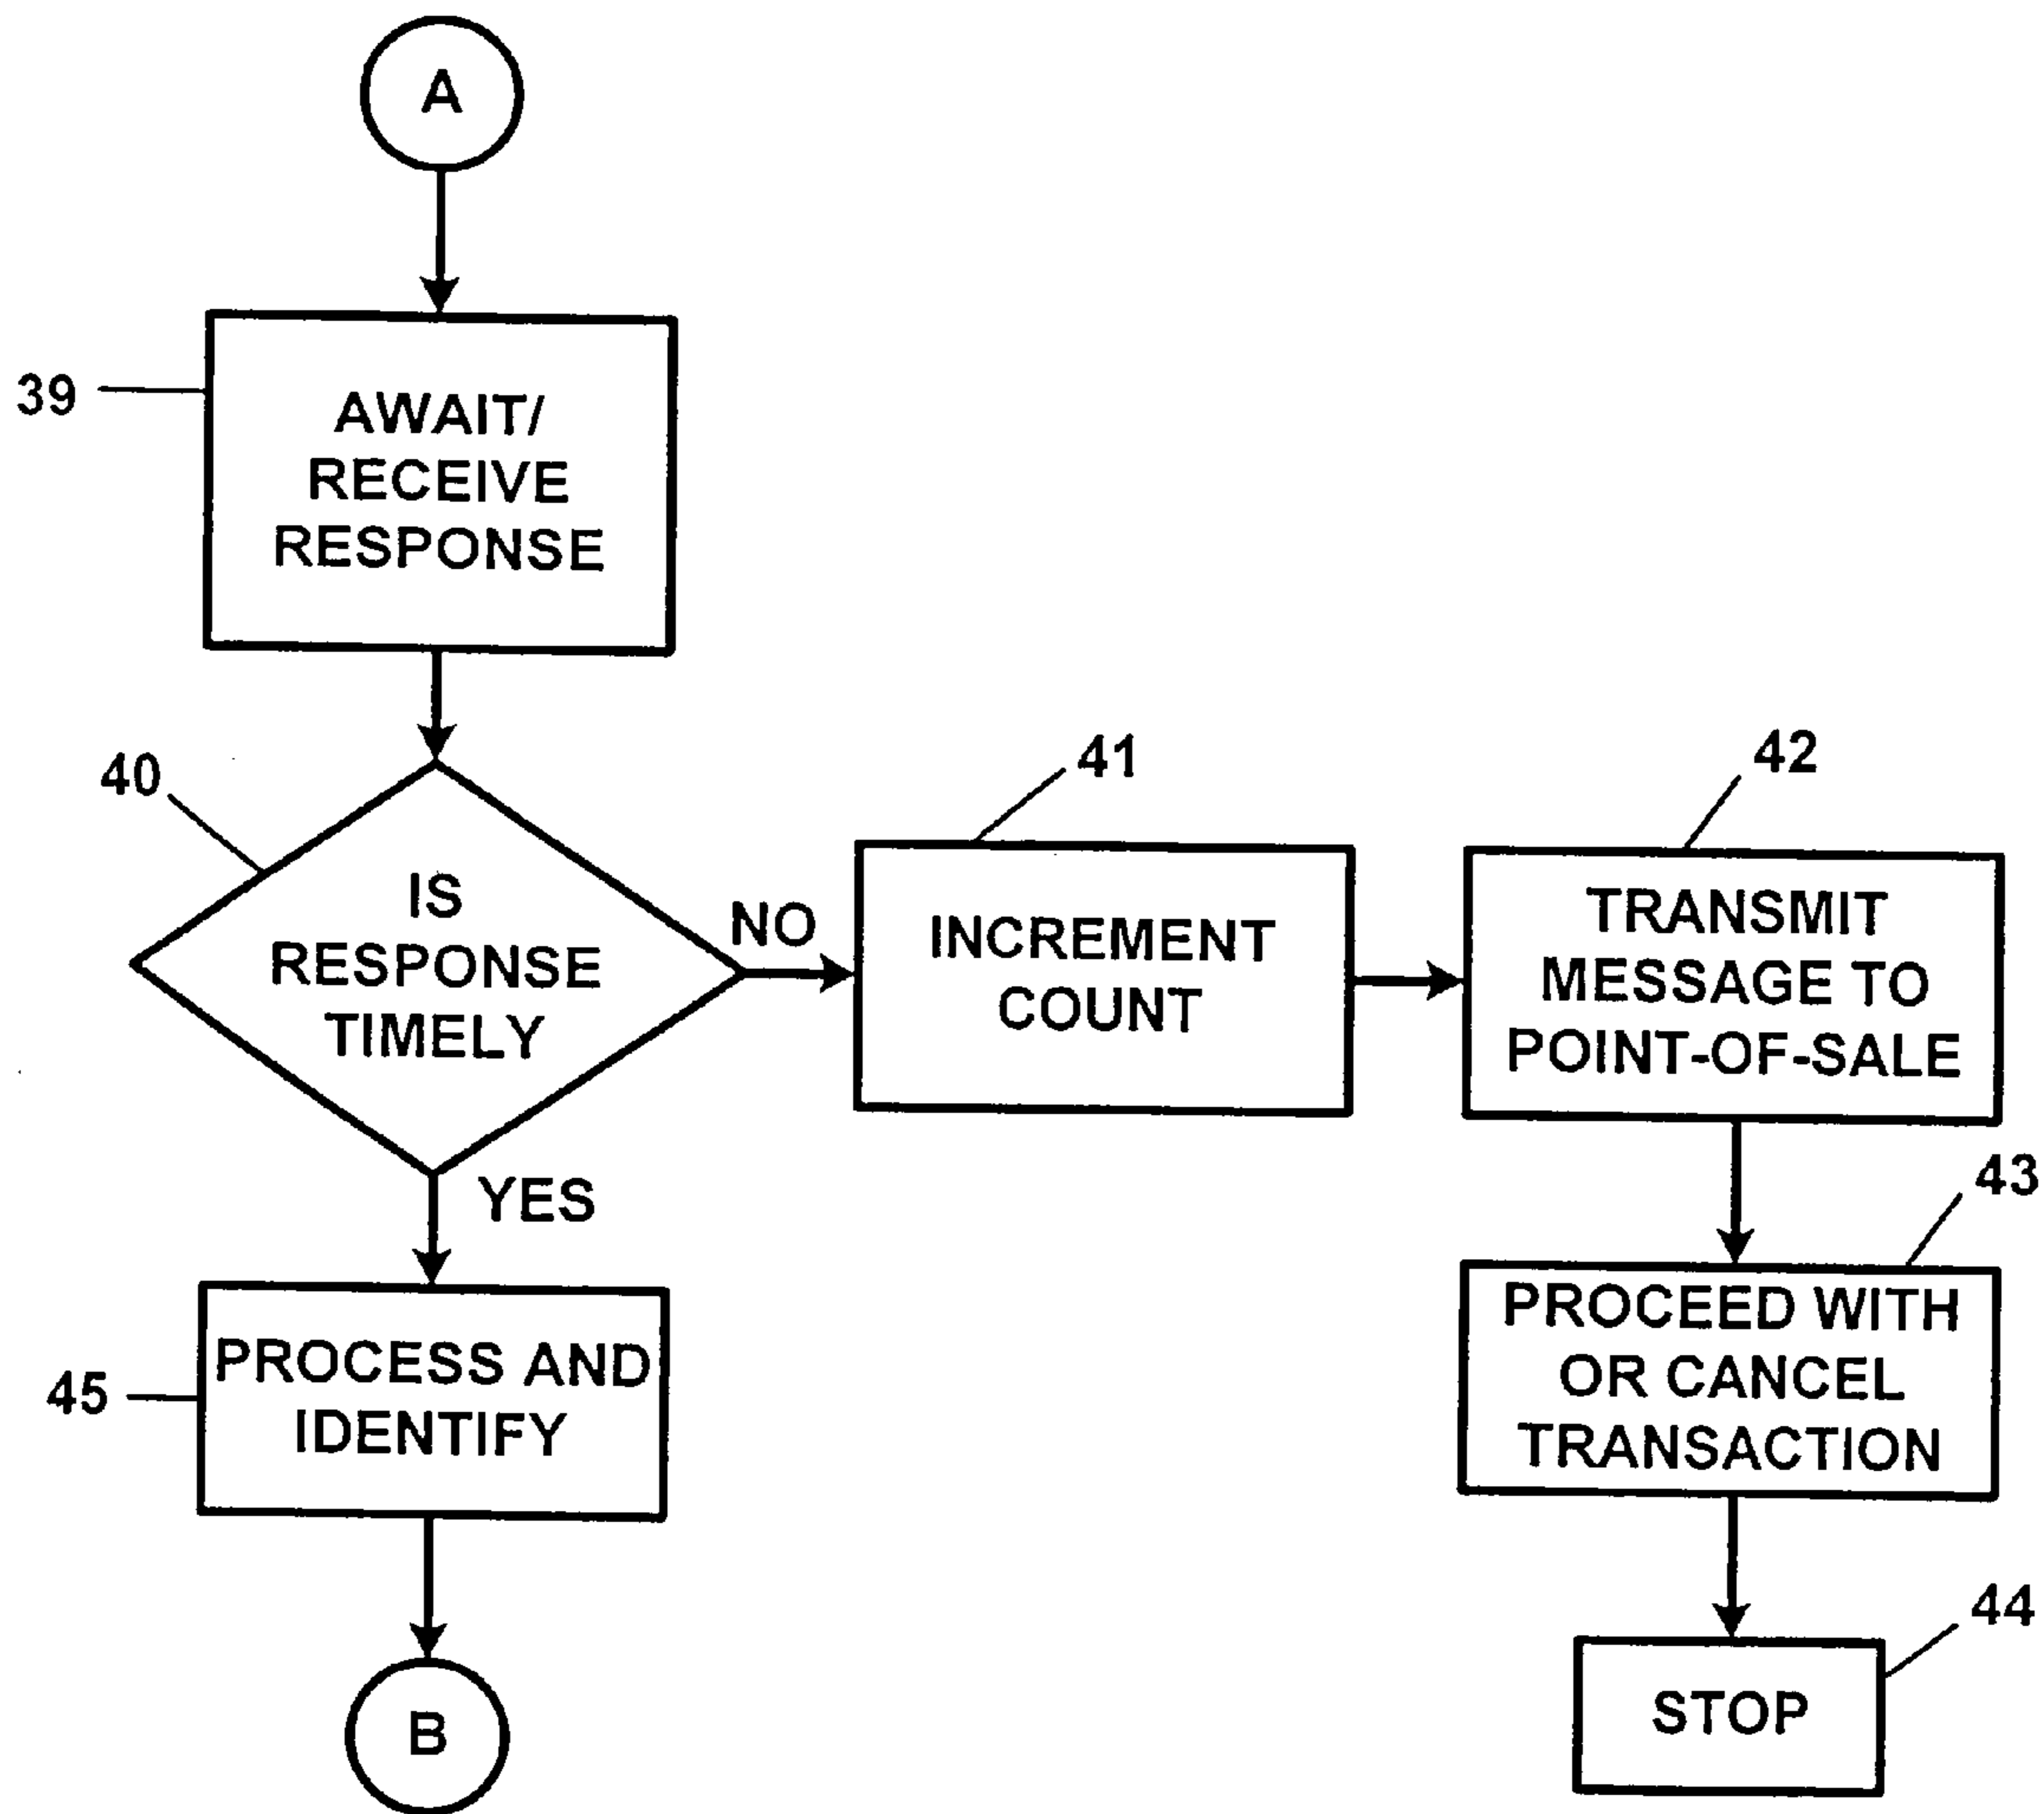 A
39
AWAIT/
RECEIVE
RESPONSE
40
IS
RESPONSE
TIMELY
NO
41
INCREMENT
COUNT
42
TRANSMIT
MESSAGE TO
POINT-OF-SALE
43
PROCEED WITH
OR CANCEL
TRANSACTION
44
STOP
YES
45
PROCESS AND
IDENTIFY
B